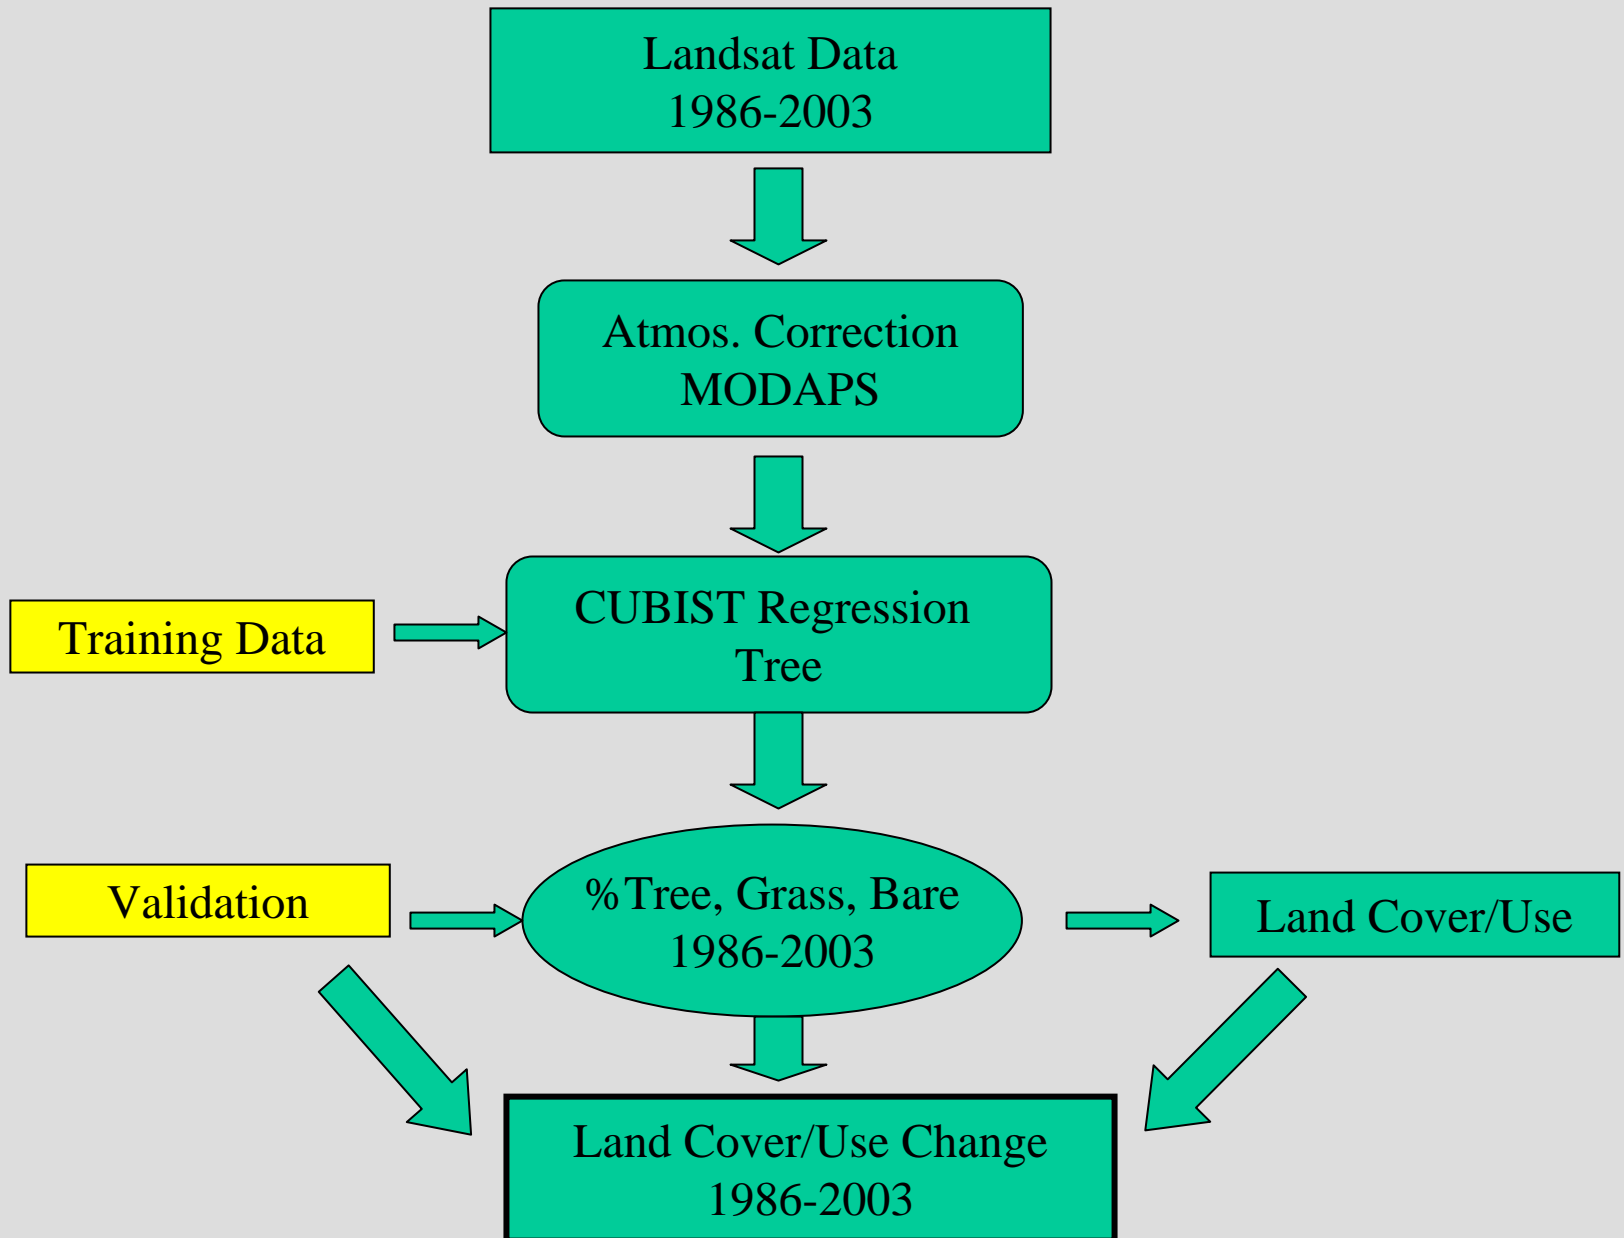 Landsat Data
1986-2003
Atmos. Correction
MODAPS
CUBIST Regression
Tree
Training Data
Validation
%Tree, Grass, Bare
1986-2003
Land Cover/Use
Land Cover/Use Change
1986-2003